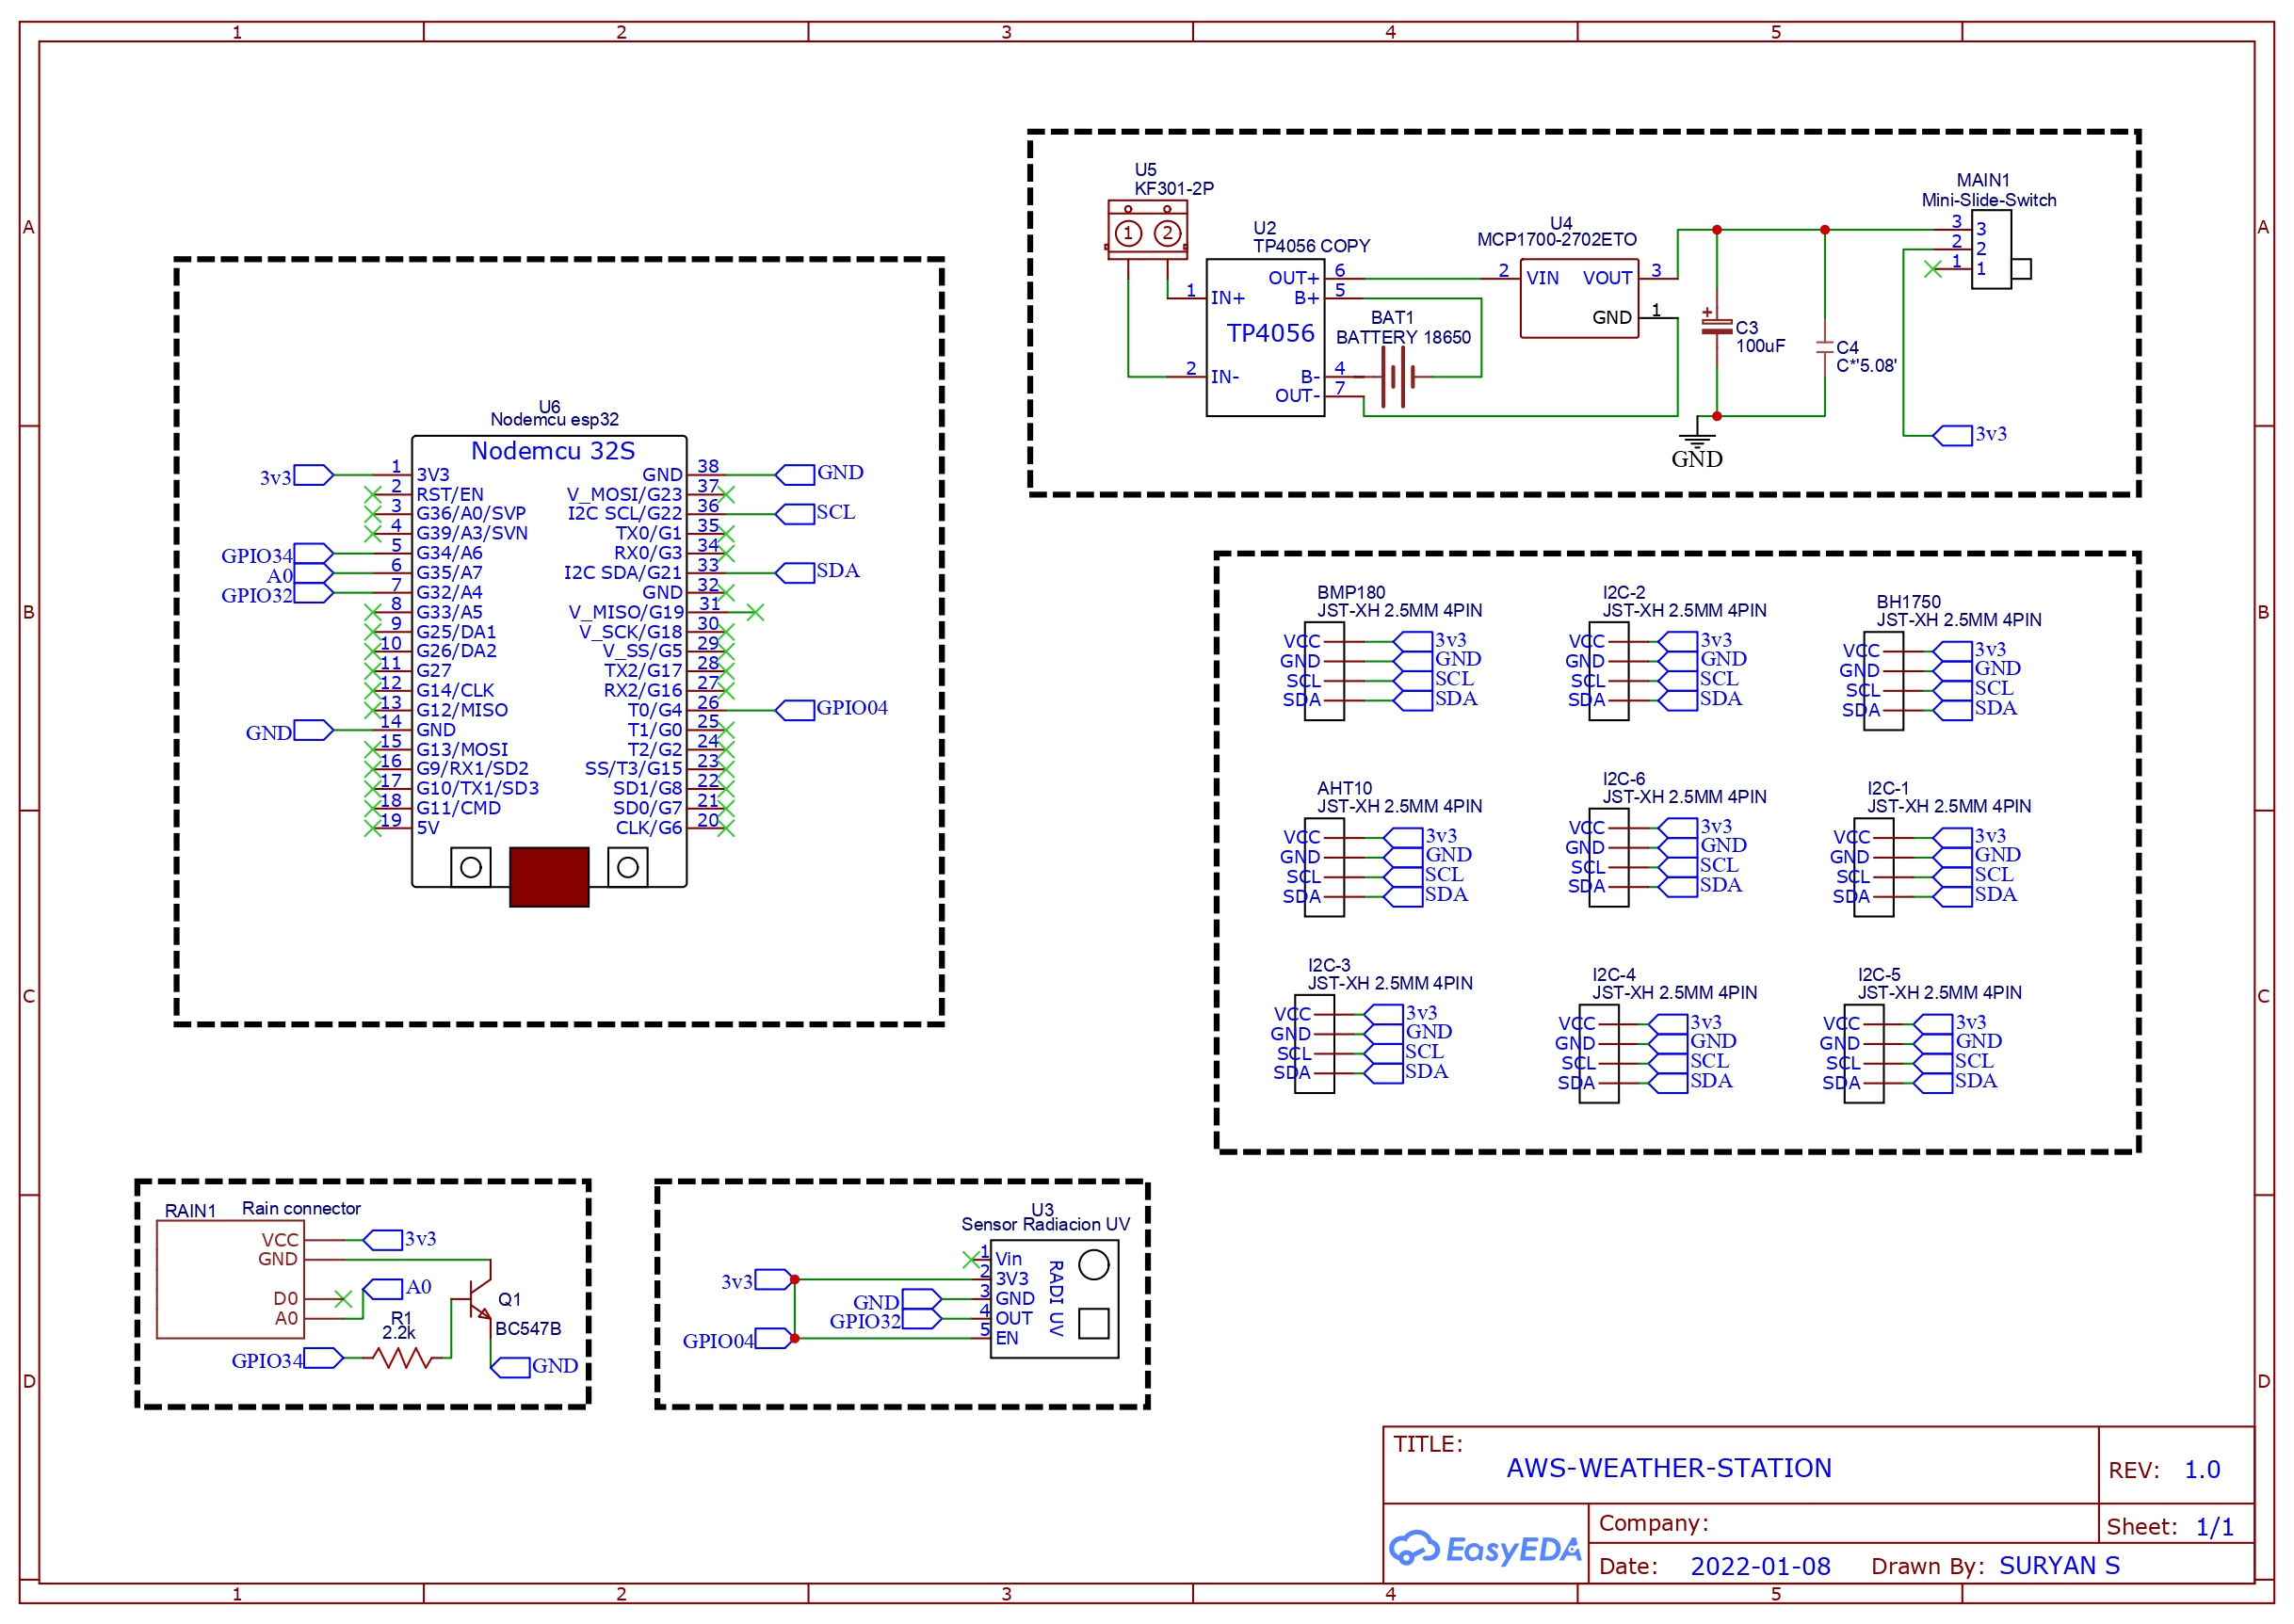 1 2 3 4 5
A
B
C
D
A
B
C
D
1 2 3 4 5
U5
KF301-2P
1 2
U2
TP4056 COPY
TP4056
1 IN+
2 IN-
OUT+ 6
B+ 5
B- 4
OUT- 7
BAT1
BATTERY 18650
U4
MCP1700-2702ETO
2 VIN VOUT 3
GND 1
+
C3
100uF
C4
C*'5.08'
GND
MAIN1
Mini-Slide-Switch
3 3
2 2
1 1
3v3
U6
Nodemcu esp32
Nodemcu 32S
3v3 1 3V3
2 RST/EN
3 G36/A0/SVP
4 G39/A3/SVN
GPIO34 5 G34/A6
A0 6 G35/A7
GPIO32 7 G32/A4
8 G33/A5
9 G25/DA1
10 G26/DA2
11 G27
12 G14/CLK
13 G12/MISO
GND 14 GND
15 G13/MOSI
16 G9/RX1/SD2
17 G10/TX1/SD3
18 G11/CMD
19 5V
GND 38 GND
V_MOSI/G23 37
I2C SCL/G22 36 SCL
TX0/G1 35
RX0/G3 34
I2C SDA/G21 33 SDA
GND 32
V_MISO/G19 31
V_SCK/G18 30
V_SS/G5 29
TX2/G17 28
RX2/G16 27
T0/G4 26 GPIO04
T1/G0 25
T2/G2 24
SS/T3/G15 23
SD1/G8 22
SD0/G7 21
CLK/G6 20
BMP180
JST-XH 2.5MM 4PIN
VCC 3v3
GND GND
SCL SCL
SDA SDA
I2C-2
JST-XH 2.5MM 4PIN
VCC 3v3
GND GND
SCL SCL
SDA SDA
BH1750
JST-XH 2.5MM 4PIN
VCC 3v3
GND GND
SCL SCL
SDA SDA
AHT10
JST-XH 2.5MM 4PIN
VCC 3v3
GND GND
SCL SCL
SDA SDA
I2C-6
JST-XH 2.5MM 4PIN
VCC 3v3
GND GND
SCL SCL
SDA SDA
I2C-1
JST-XH 2.5MM 4PIN
VCC 3v3
GND GND
SCL SCL
SDA SDA
I2C-3
JST-XH 2.5MM 4PIN
VCC 3v3
GND GND
SCL SCL
SDA SDA
I2C-4
JST-XH 2.5MM 4PIN
VCC 3v3
GND GND
SCL SCL
SDA SDA
I2C-5
JST-XH 2.5MM 4PIN
VCC 3v3
GND GND
SCL SCL
SDA SDA
RAIN1 Rain connector
VCC 3v3
GND
D0
A0 A0
R1
2.2k
GPIO34
Q1
BC547B
GND
U3
Sensor Radiacion UV
1 Vin
3v3 2 3V3
GND 3 GND
GPIO32 4 OUT
GPIO04 5 EN
RADI UV
TITLE:
AWS-WEATHER-STATION
REV: 1.0
EasyEDA
Company:
Sheet: 1/1
Date: 2022-01-08 Drawn By: SURYAN S